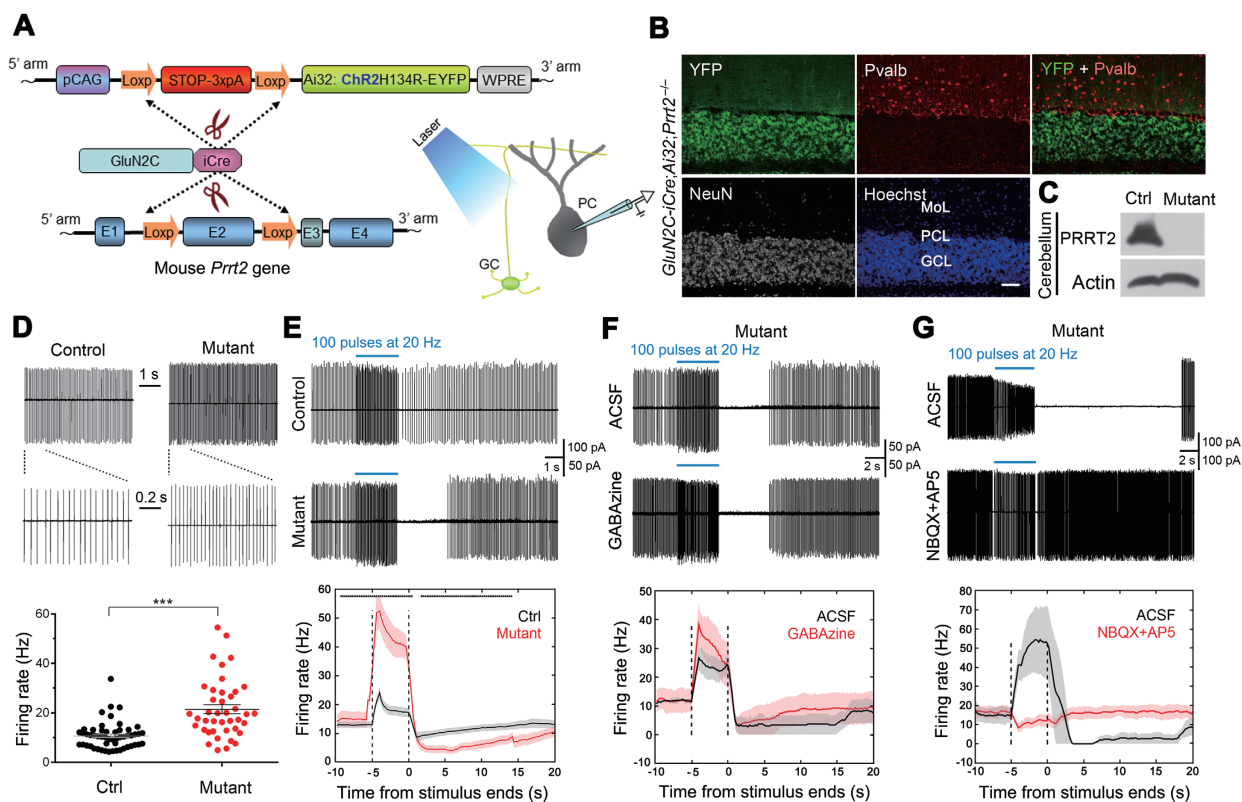 A
5' arm
pCAG
Loxp
STOP-3xpA
Loxp
Ai32: ChR2H134R-EYFP
WPRE
3' arm
GluN2C
iCre
5' arm
E1
Loxp
E2
Loxp
E3
E4
3' arm
Mouse Prrt2 gene
Laser
PC
GC
B
GluN2C-iCre;Ai32;Prrt2−/−
YFP
Pvalb
YFP + Pvalb
NeuN
Hoechst
MoL
PCL
GCL
C
Ctrl Mutant
Cerebellum
PRRT2
Actin
D
Control
Mutant
1 s
0.2 s
***
Firing rate (Hz)
60
40
20
0
Ctrl
Mutant
E
100 pulses at 20 Hz
Control
Mutant
100 pA
1 s
50 pA
Ctrl
Mutant
Firing rate (Hz)
60
50
40
30
20
10
0
-10 -5 0 5 10 15 20
Time from stimulus ends (s)
F
Mutant
100 pulses at 20 Hz
ACSF
GABAzine
50 pA
2 s
50 pA
ACSF
GABAzine
Firing rate (Hz)
50
40
30
20
10
0
-10
-10 -5 0 5 10 15 20
Time from stimulus ends (s)
G
Mutant
100 pulses at 20 Hz
ACSF
NBQX+AP5
100 pA
2 s
100 pA
ACSF
NBQX+AP5
Firing rate (Hz)
80
70
60
50
40
30
20
10
0
-10
-10 -5 0 5 10 15 20
Time from stimulus ends (s)